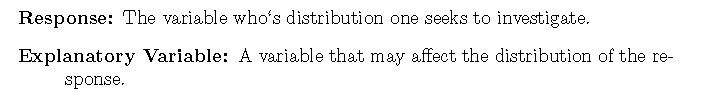 Response: The variable who‘s distribution one seeks to investigate.
Explanatory Variable: A variable that may affect the distribution of the re-
sponse.